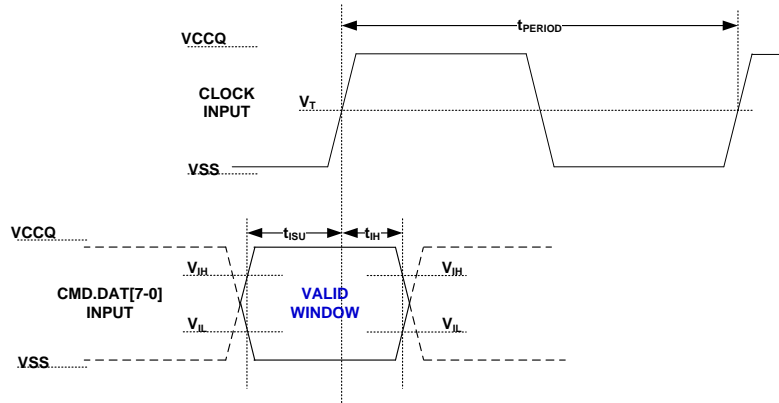 VCCQ
tPERIOD
CLOCK
INPUT
VT
VSS
VCCQ
tISU
tIH
VIH
VIH
CMD.DAT[7-0]
INPUT
VALID
WINDOW
VIL
VIL
VSS